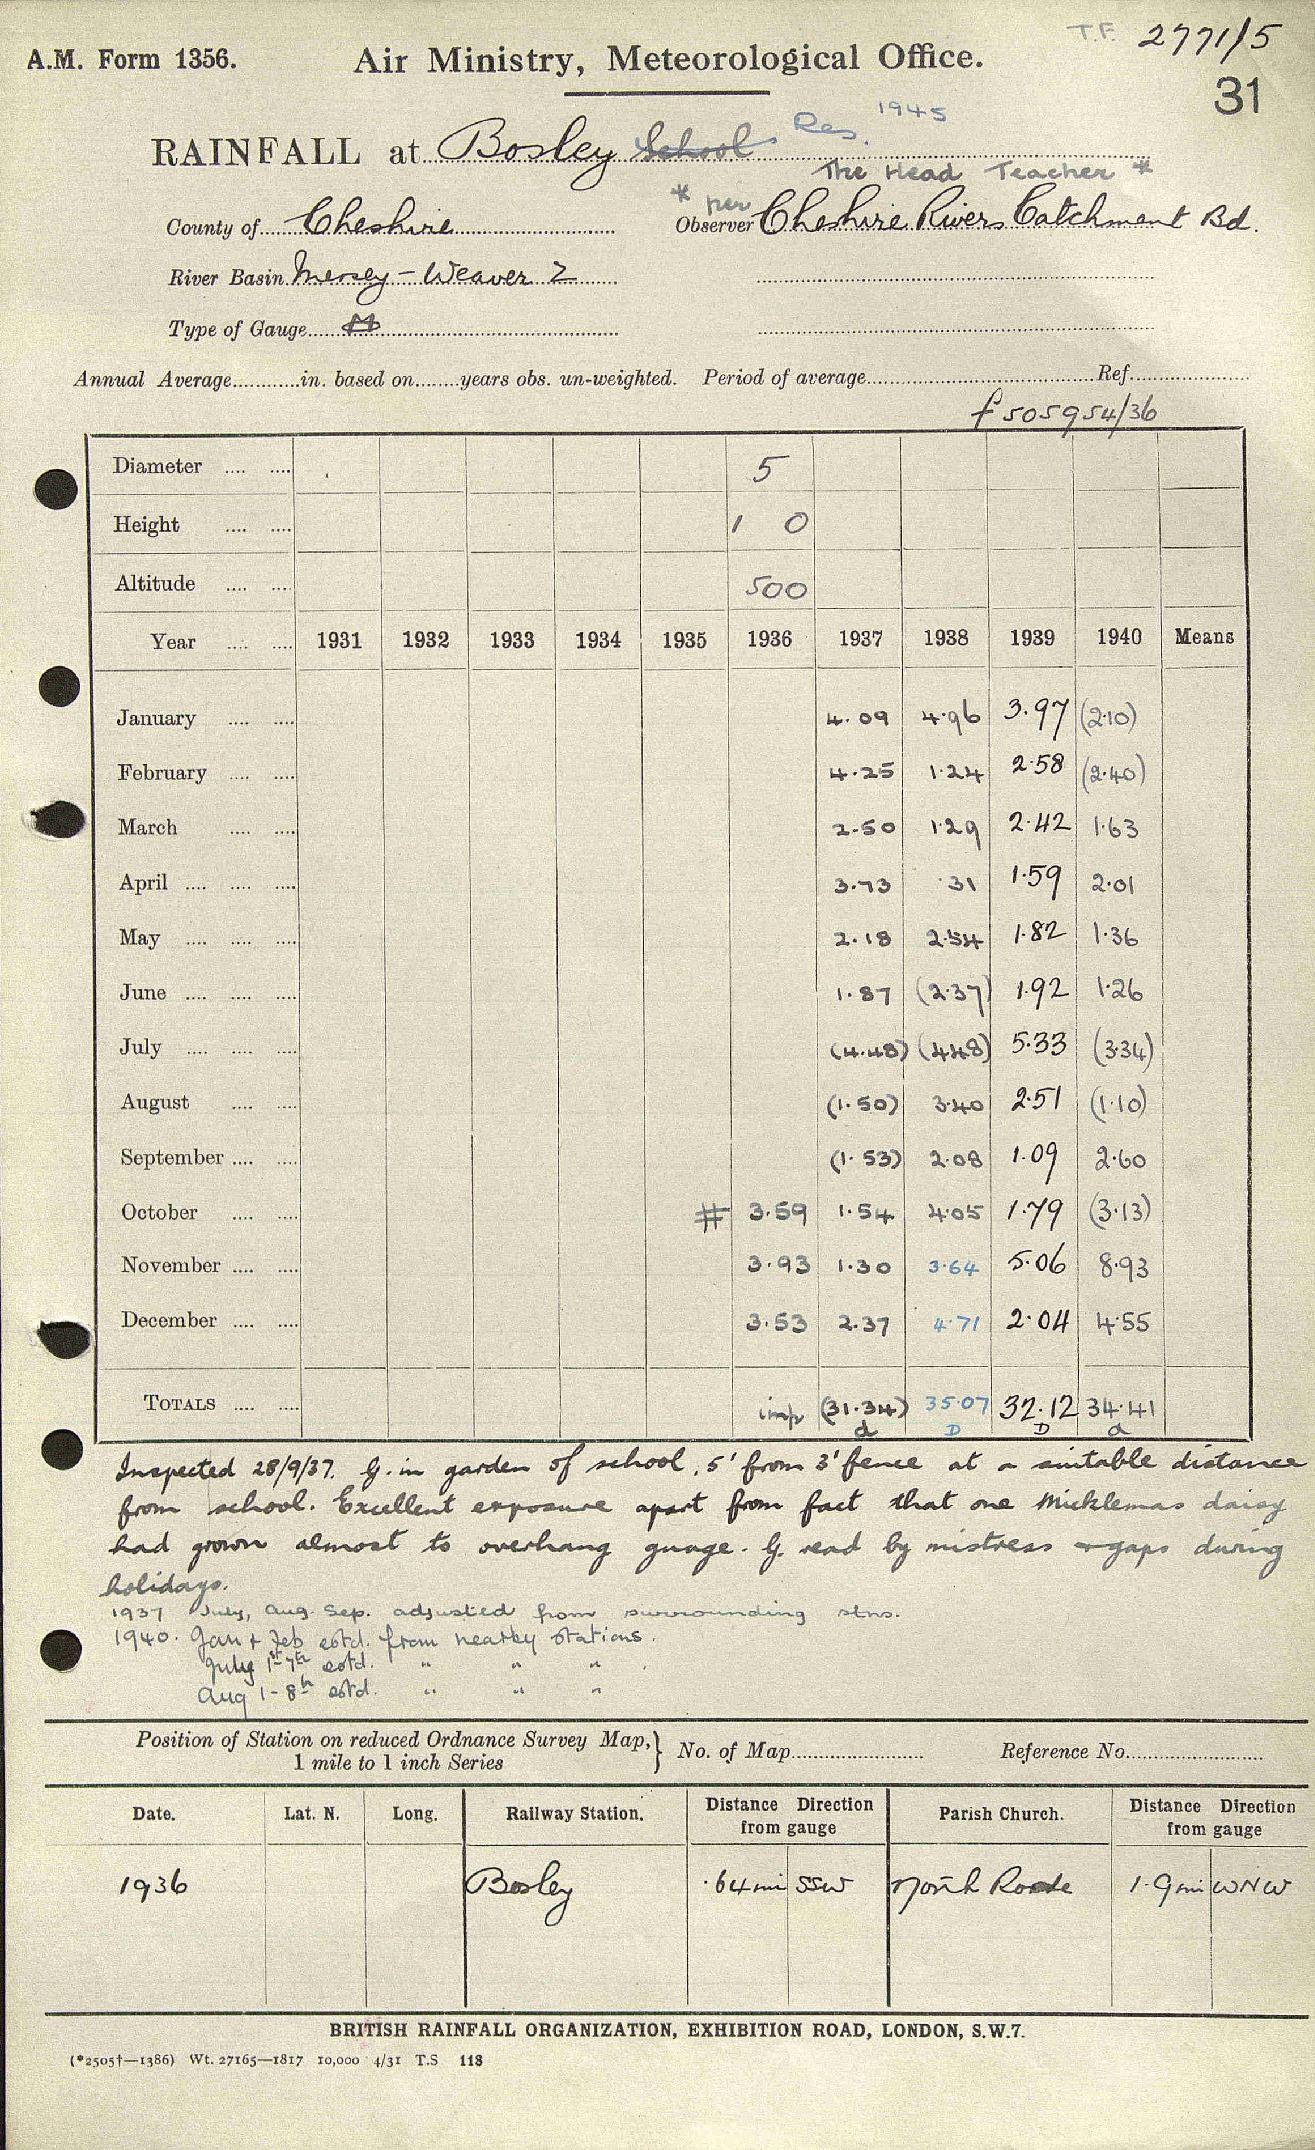 T.F. 2771/5
A.M. Form 1356. Air Ministry, Meteorological Office.
31
RAINFALL at Bosley School Res. 1945
The Head Teacher *
County of Cheshire * per Observer Cheshire Rivers Catchment Bd.
River Basin Mersey - Weaver 2
Type of Gauge M
Annual Average in. based on years obs. un-weighted. Period of average Ref.
f 505954/36
Diameter .... .... 5
Height .... .... 1 0
Altitude .... .... 500
Year .... .... 1931 1932 1933 1934 1935 1936 1937 1938 1939 1940 Means
January .... .... 4.09 4.96 3.97 (2.10)
February .... .... 4.25 1.24 2.58 (2.40)
March .... .... 2.50 1.29 2.42 1.63
April .... .... .... 3.73 .31 1.59 2.01
May .... .... .... 2.18 2.54 1.82 1.36
June .... .... .... 1.87 (2.37) 1.92 1.26
July .... .... .... (4.48) (4.48) 5.33 (3.34)
August .... .... (1.50) 3.40 2.51 (1.10)
September .... .... (1.53) 2.08 1.09 2.60
October .... .... # 3.59 1.54 4.05 1.79 (3.13)
November .... .... 3.93 1.30 3.64 5.06 8.93
December .... .... 3.53 2.37 4.71 2.04 4.55
TOTALS .... .... imp (31.34) 35.07 32.12 34.41
d D D d
Inspected 28/9/37. G. in garden of school, 5' from 3' fence at a suitable distance
from school. Excellent exposure apart from fact that one Micklemas daisy
had grown almost to overhang guage. G. read by mistress + gaps during
holidays.
1937 July, Aug. Sep. adjusted from surrounding stns.
1940. Jan + Feb estd. from nearby stations.
July 1st-7th estd. " " "
Aug 1-8th estd. " " "
Position of Station on reduced Ordnance Survey Map, } No. of Map Reference No.
1 mile to 1 inch Series
Date. Lat. N. Long. Railway Station. Distance Direction from gauge Parish Church. Distance Direction from gauge
1936 Bosley .64 mi SSW North Rode 1.9 mi WNW
BRITISH RAINFALL ORGANIZATION, EXHIBITION ROAD, LONDON, S.W.7.
(*2505†—1386) Wt. 27165—1817 10,000 4/31 T.S 113